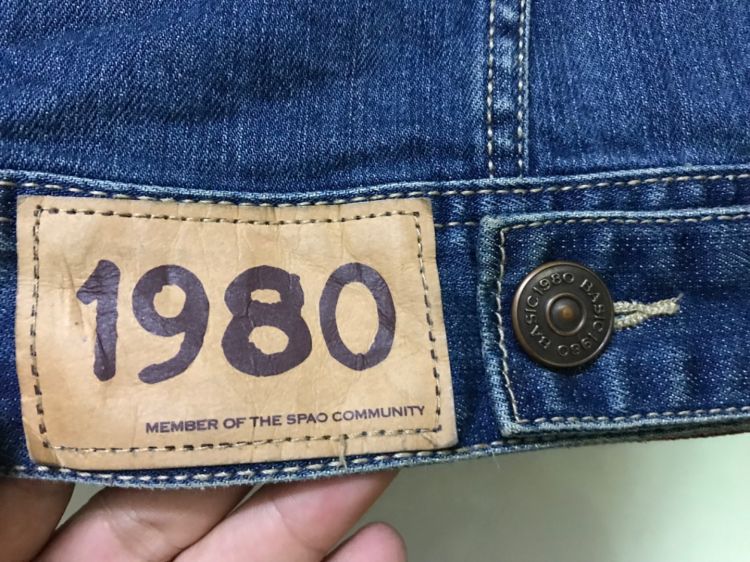 1980
MEMBER OF THE SPAO COMMUNITY
BASIC 1980 BASIC 1980